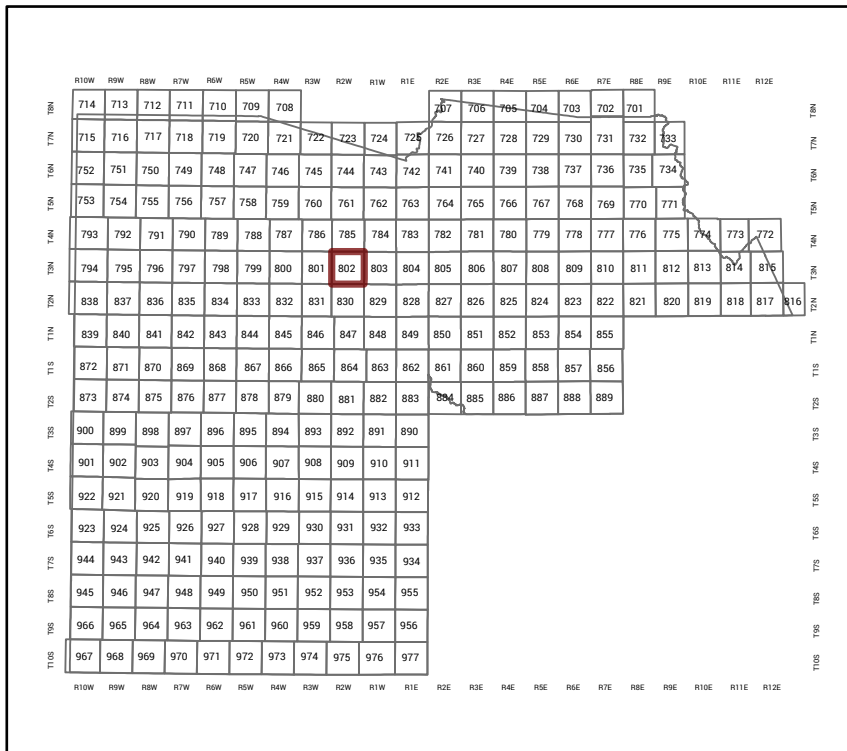 R10W R9W R8W R7W R6W R5W R4W R3W R2W R1W R1E R2E R3E R4E R5E R6E R7E R8E R9E R10E R11E R12E
T8N 714 713 712 711 710 709 708 707 706 705 704 703 702 701 T8N
T7N 715 716 717 718 719 720 721 722 723 724 725 726 727 728 729 730 731 732 733 T7N
T6N 752 751 750 749 748 747 746 745 744 743 742 741 740 739 738 737 736 735 734 T6N
T5N 753 754 755 756 757 758 759 760 761 762 763 764 765 766 767 768 769 770 771 T5N
T4N 793 792 791 790 789 788 787 786 785 784 783 782 781 780 779 778 777 776 775 774 773 772 T4N
T3N 794 795 796 797 798 799 800 801 802 803 804 805 806 807 808 809 810 811 812 813 814 815 T3N
T2N 838 837 836 835 834 833 832 831 830 829 828 827 826 825 824 823 822 821 820 819 818 817 816 T2N
T1N 839 840 841 842 843 844 845 846 847 848 849 850 851 852 853 854 855 T1N
T1S 872 871 870 869 868 867 866 865 864 863 862 861 860 859 858 857 856 T1S
T2S 873 874 875 876 877 878 879 880 881 882 883 884 885 886 887 888 889 T2S
T3S 900 899 898 897 896 895 894 893 892 891 890 T3S
T4S 901 902 903 904 905 906 907 908 909 910 911 T4S
T5S 922 921 920 919 918 917 916 915 914 913 912 T5S
T6S 923 924 925 926 927 928 929 930 931 932 933 T6S
T7S 944 943 942 941 940 939 938 937 936 935 934 T7S
T8S 945 946 947 948 949 950 951 952 953 954 955 T8S
T9S 966 965 964 963 962 961 960 959 958 957 956 T9S
T10S 967 968 969 970 971 972 973 974 975 976 977 T10S
R10W R9W R8W R7W R6W R5W R4W R3W R2W R1W R1E R2E R3E R4E R5E R6E R7E R8E R9E R10E R11E R12E